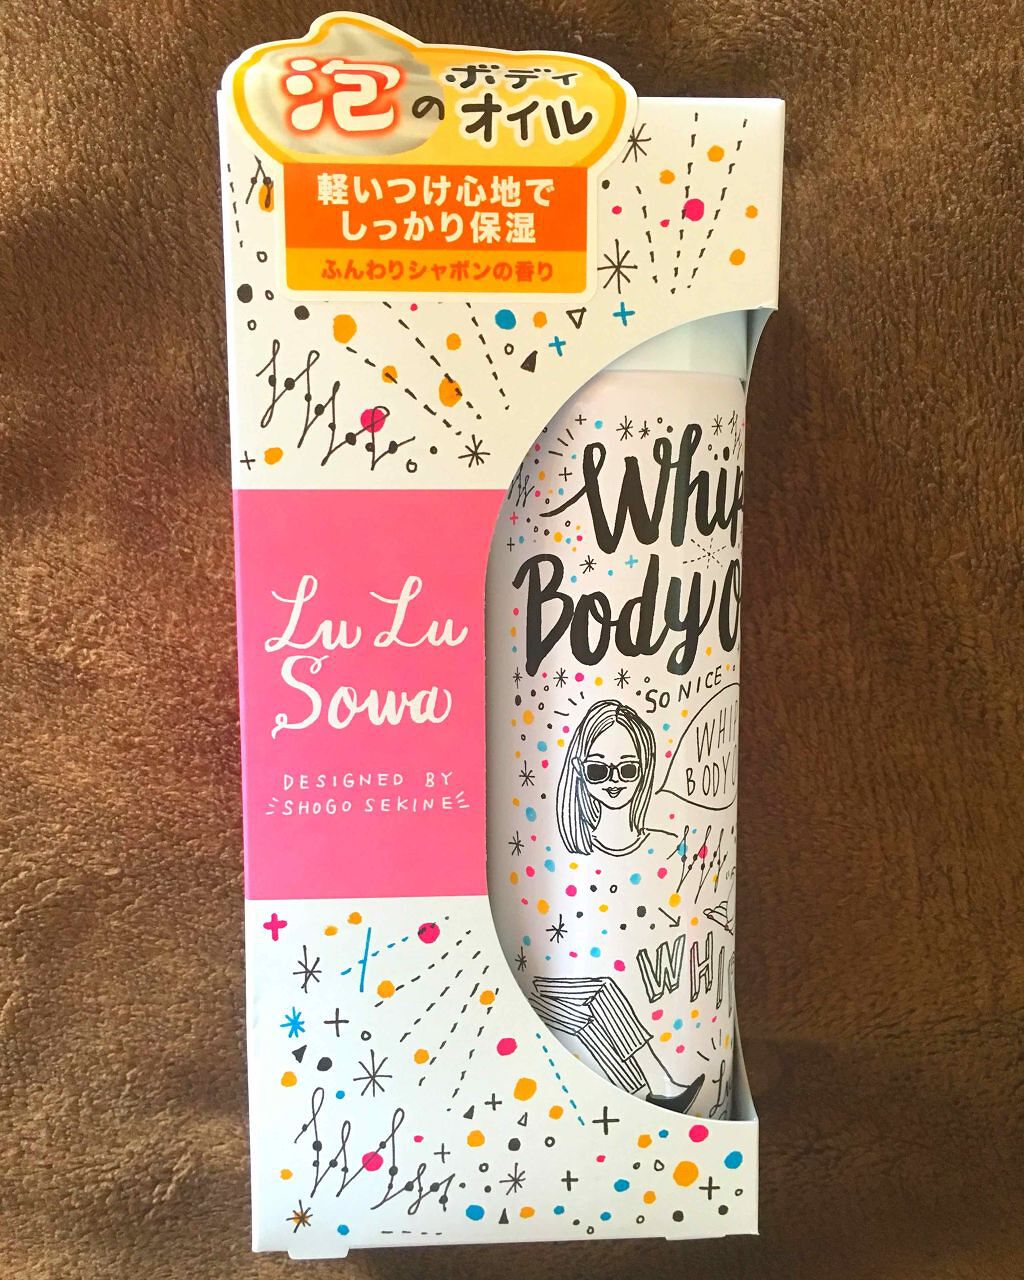 泡のボディオイル
軽いつけ心地で
しっかり保湿
ふんわりシャボンの香り
Lu Lu
Sowa
DESIGNED BY
SHOGO SEKINE
Whip
Body O
SO NICE
WHIP
BODY O
WHIP